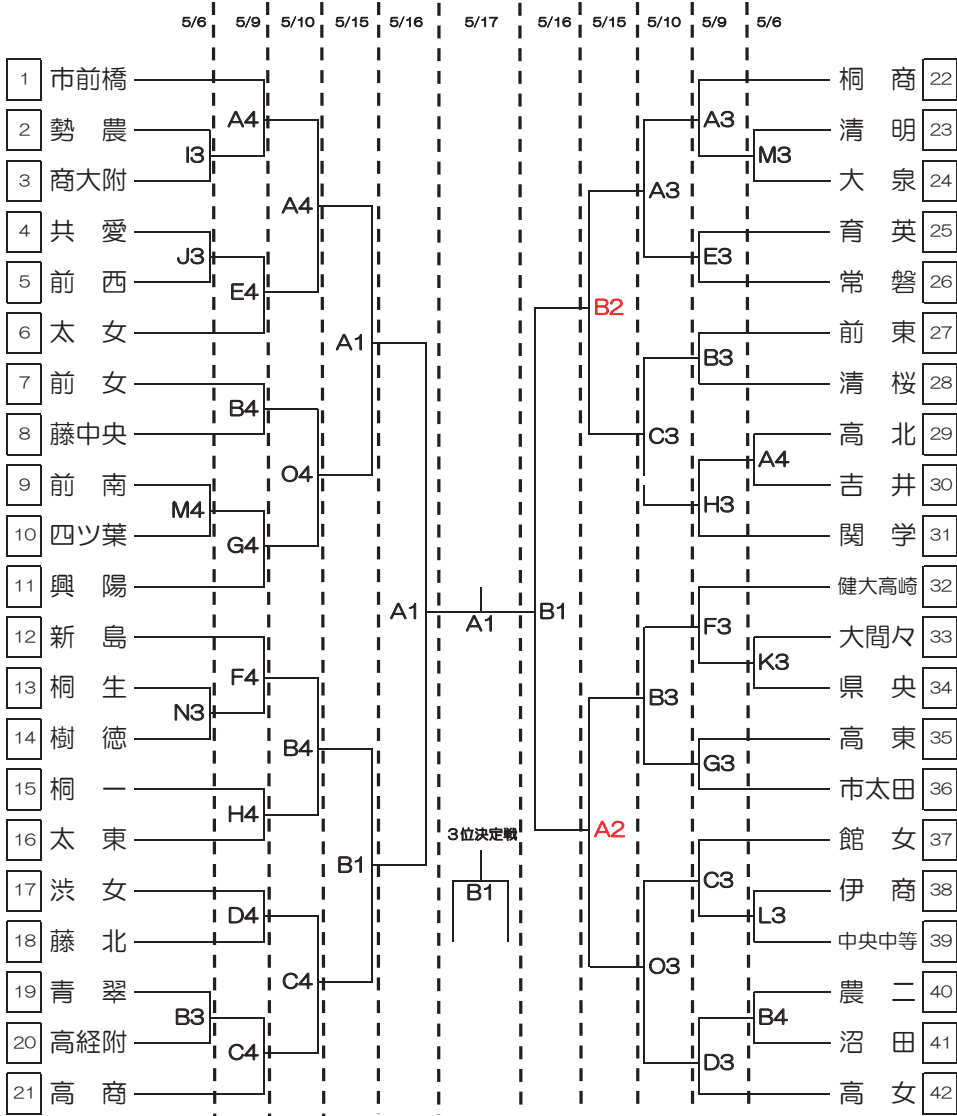 5/6 5/9 5/10 5/15 5/16 5/17 5/16 5/15 5/10 5/9 5/6
1 市前橋 桐 商 22
A4 A3
2 勢 農 清 明 23
I3 M3
3 商大附 大 泉 24
A3
A4
4 共 愛 育 英 25
J3 E3
5 前 西 常 磐 26
E4
B2
6 太 女 前 東 27
A1
B3
7 前 女 清 桜 28
B4
8 藤中央 高 北 29
C3
A4
O4
9 前 南 吉 井 30
M4 H3
10 四ツ葉 関 学 31
G4
11 興 陽 健大高崎 32
A1 A1 B1
F3
12 新 島 大間々 33
K3
F4
13 桐 生 県 央 34
B3
N3
14 樹 徳 高 東 35
B4
G3
15 桐 一 市太田 36
H4
A2
16 太 東 3位決定戦 館 女 37
B1
C3
17 渋 女 B1 伊 商 38
D4 L3
18 藤 北 中央中等 39
O3
C4
19 青 翠 農 二 40
B3 B4
20 高経附 沼 田 41
C4 D3
21 高 商 高 女 42